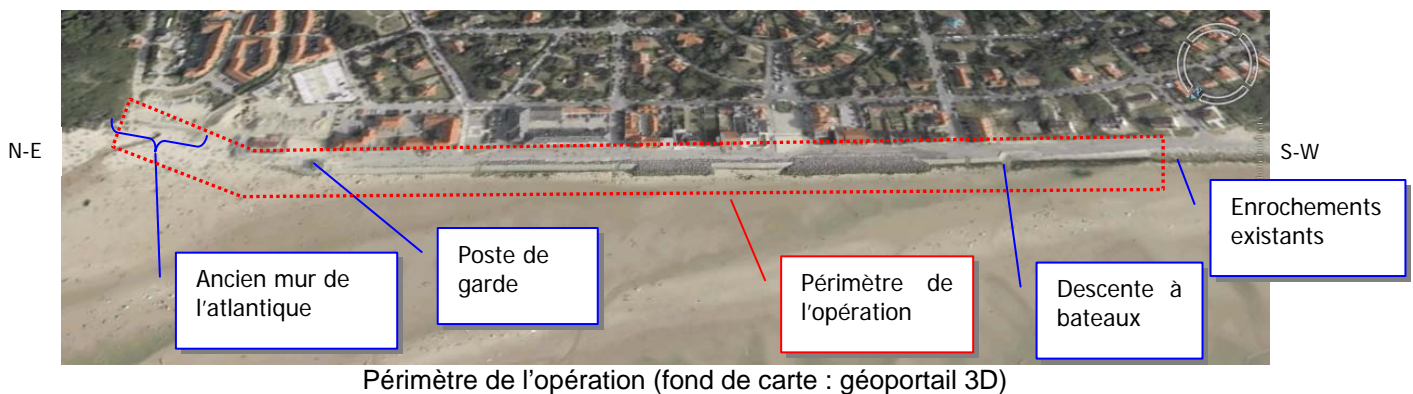 N-E
S-W
Ancien mur de
l'atlantique
Poste de
garde
Périmètre de
l'opération
Descente à
bateaux
Enrochements
existants
Périmètre de l'opération (fond de carte : géoportail 3D)